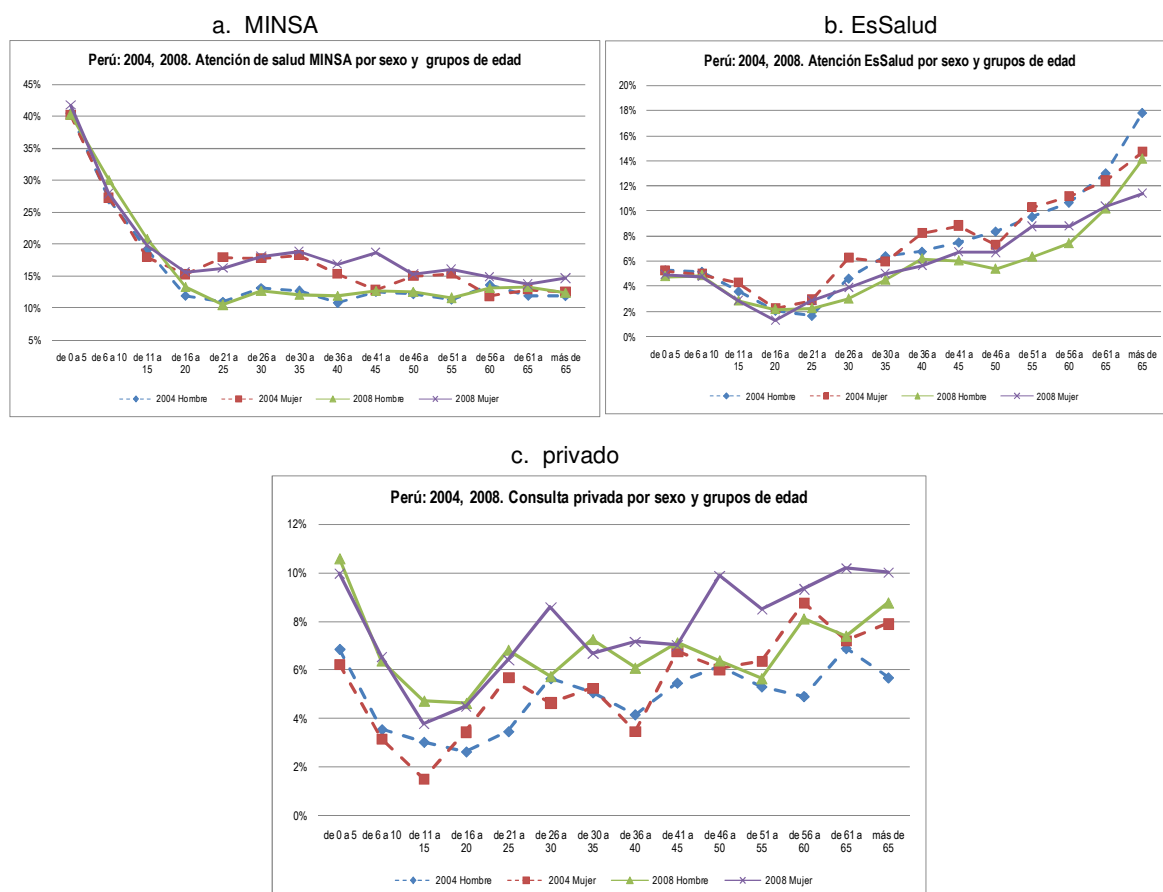 a. MINSA
Perú: 2004, 2008. Atención de salud MINSA por sexo y grupos de edad
45%
40%
35%
30%
25%
20%
15%
10%
5%
de 0 a 5 de 6 a 10 de 11 a 15 de 16 a 20 de 21 a 25 de 26 a 30 de 30 a 35 de 36 a 40 de 41 a 45 de 46 a 50 de 51 a 55 de 56 a 60 de 61 a 65 más de 65
2004 Hombre 2004 Mujer 2008 Hombre 2008 Mujer
b. EsSalud
Perú: 2004, 2008. Atención EsSalud por sexo y grupos de edad
20%
18%
16%
14%
12%
10%
8%
6%
4%
2%
0%
de 0 a 5 de 6 a 10 de 11 a 15 de 16 a 20 de 21 a 25 de 26 a 30 de 30 a 35 de 36 a 40 de 41 a 45 de 46 a 50 de 51 a 55 de 56 a 60 de 61 a 65 más de 65
2004 Hombre 2004 Mujer 2008 Hombre 2008 Mujer
c. privado
Perú: 2004, 2008. Consulta privada por sexo y grupos de edad
12%
10%
8%
6%
4%
2%
0%
de 0 a 5 de 6 a 10 de 11 a 15 de 16 a 20 de 21 a 25 de 26 a 30 de 30 a 35 de 36 a 40 de 41 a 45 de 46 a 50 de 51 a 55 de 56 a 60 de 61 a 65 más de 65
2004 Hombre 2004 Mujer 2008 Hombre 2008 Mujer